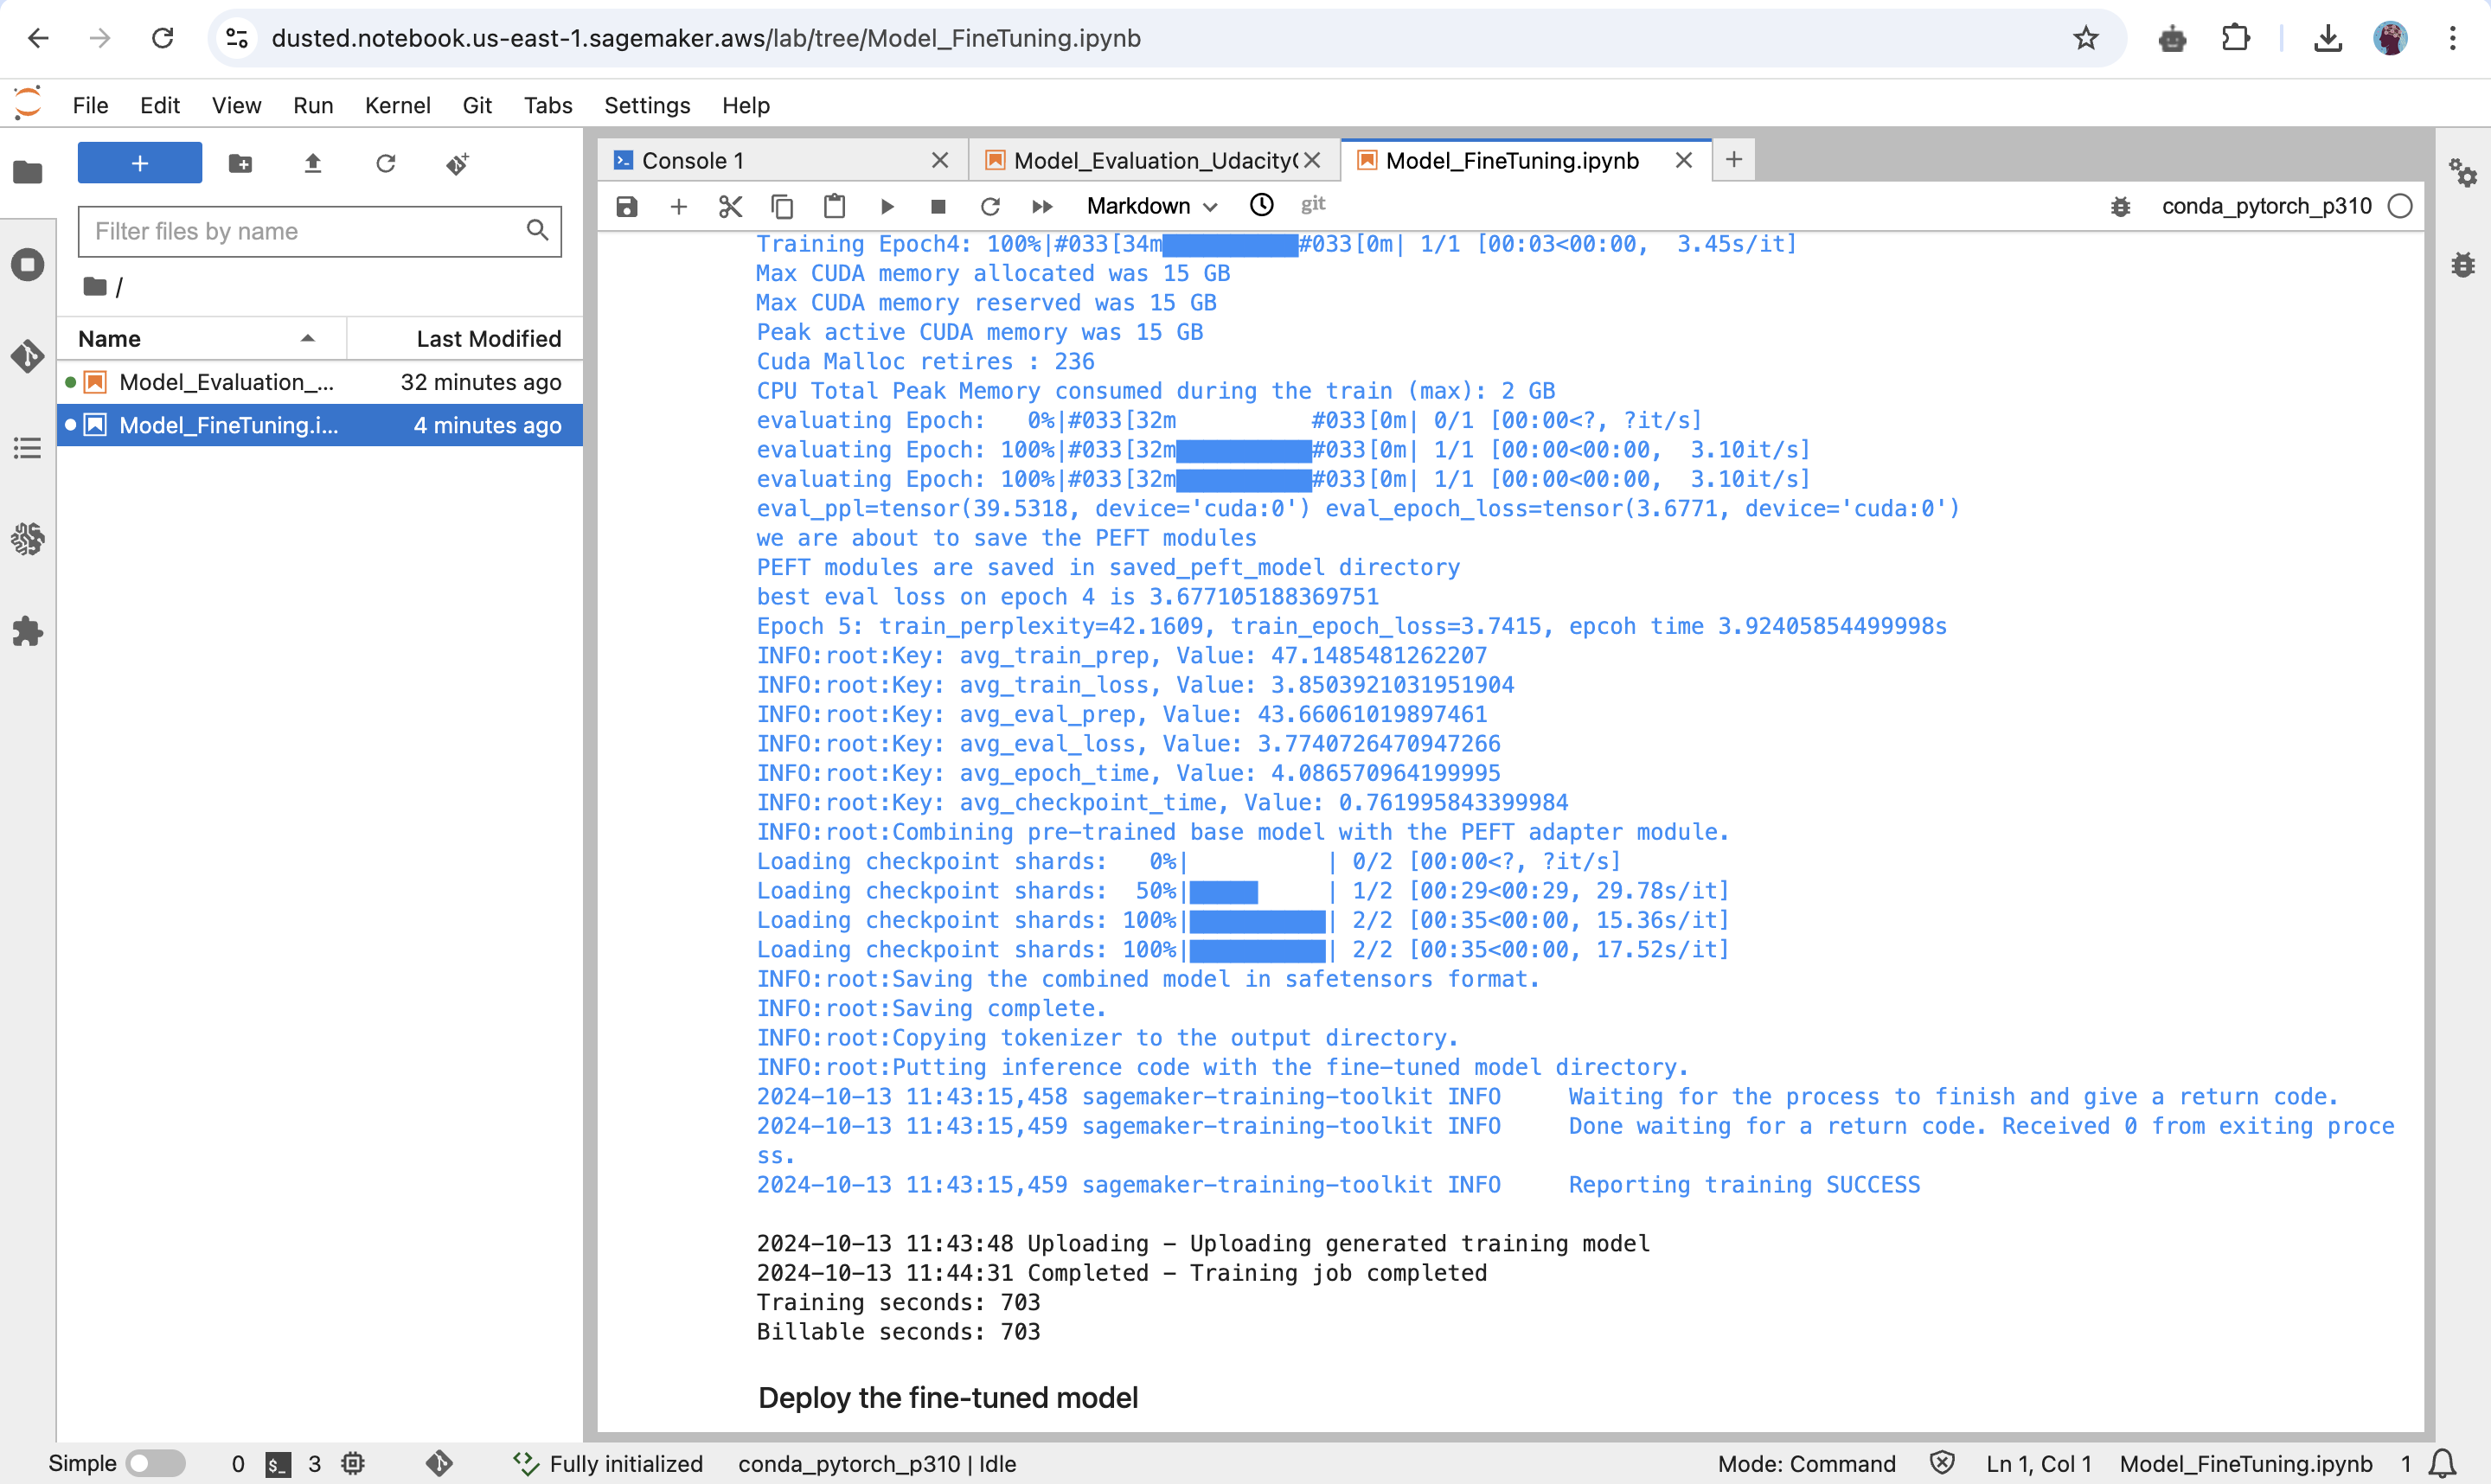 dusted.notebook.us-east-1.sagemaker.aws/lab/tree/Model_FineTuning.ipynb
File Edit View Run Kernel Git Tabs Settings Help
Console 1
Model_Evaluation_Udacity
Model_FineTuning.ipynb
Markdown
git
conda_pytorch_p310
Filter files by name
/
Name Last Modified
Model_Evaluation_... 32 minutes ago
Model_FineTuning.i... 4 minutes ago
Training Epoch4: 100%|#033[34m██████████#033[0m| 1/1 [00:03<00:00,  3.45s/it]
Max CUDA memory allocated was 15 GB
Max CUDA memory reserved was 15 GB
Peak active CUDA memory was 15 GB
Cuda Malloc retires : 236
CPU Total Peak Memory consumed during the train (max): 2 GB
evaluating Epoch:   0%|#033[32m          #033[0m| 0/1 [00:00<?, ?it/s]
evaluating Epoch: 100%|#033[32m██████████#033[0m| 1/1 [00:00<00:00,  3.10it/s]
evaluating Epoch: 100%|#033[32m██████████#033[0m| 1/1 [00:00<00:00,  3.10it/s]
eval_ppl=tensor(39.5318, device='cuda:0') eval_epoch_loss=tensor(3.6771, device='cuda:0')
we are about to save the PEFT modules
PEFT modules are saved in saved_peft_model directory
best eval loss on epoch 4 is 3.677105188369751
Epoch 5: train_perplexity=42.1609, train_epoch_loss=3.7415, epcoh time 3.92405854499998s
INFO:root:Key: avg_train_prep, Value: 47.1485481262207
INFO:root:Key: avg_train_loss, Value: 3.8503921031951904
INFO:root:Key: avg_eval_prep, Value: 43.66061019897461
INFO:root:Key: avg_eval_loss, Value: 3.7740726470947266
INFO:root:Key: avg_epoch_time, Value: 4.086570964199995
INFO:root:Key: avg_checkpoint_time, Value: 0.761995843399984
INFO:root:Combining pre-trained base model with the PEFT adapter module.
Loading checkpoint shards:   0%|          | 0/2 [00:00<?, ?it/s]
Loading checkpoint shards:  50%|█████     | 1/2 [00:29<00:29, 29.78s/it]
Loading checkpoint shards: 100%|██████████| 2/2 [00:35<00:00, 15.36s/it]
Loading checkpoint shards: 100%|██████████| 2/2 [00:35<00:00, 17.52s/it]
INFO:root:Saving the combined model in safetensors format.
INFO:root:Saving complete.
INFO:root:Copying tokenizer to the output directory.
INFO:root:Putting inference code with the fine-tuned model directory.
2024-10-13 11:43:15,458 sagemaker-training-toolkit INFO     Waiting for the process to finish and give a return code.
2024-10-13 11:43:15,459 sagemaker-training-toolkit INFO     Done waiting for a return code. Received 0 from exiting proce
ss.
2024-10-13 11:43:15,459 sagemaker-training-toolkit INFO     Reporting training SUCCESS
2024-10-13 11:43:48 Uploading - Uploading generated training model
2024-10-13 11:44:31 Completed - Training job completed
Training seconds: 703
Billable seconds: 703
Deploy the fine-tuned model
Simple 0 $_ 3 Fully initialized conda_pytorch_p310 | Idle Mode: Command Ln 1, Col 1 Model_FineTuning.ipynb 1